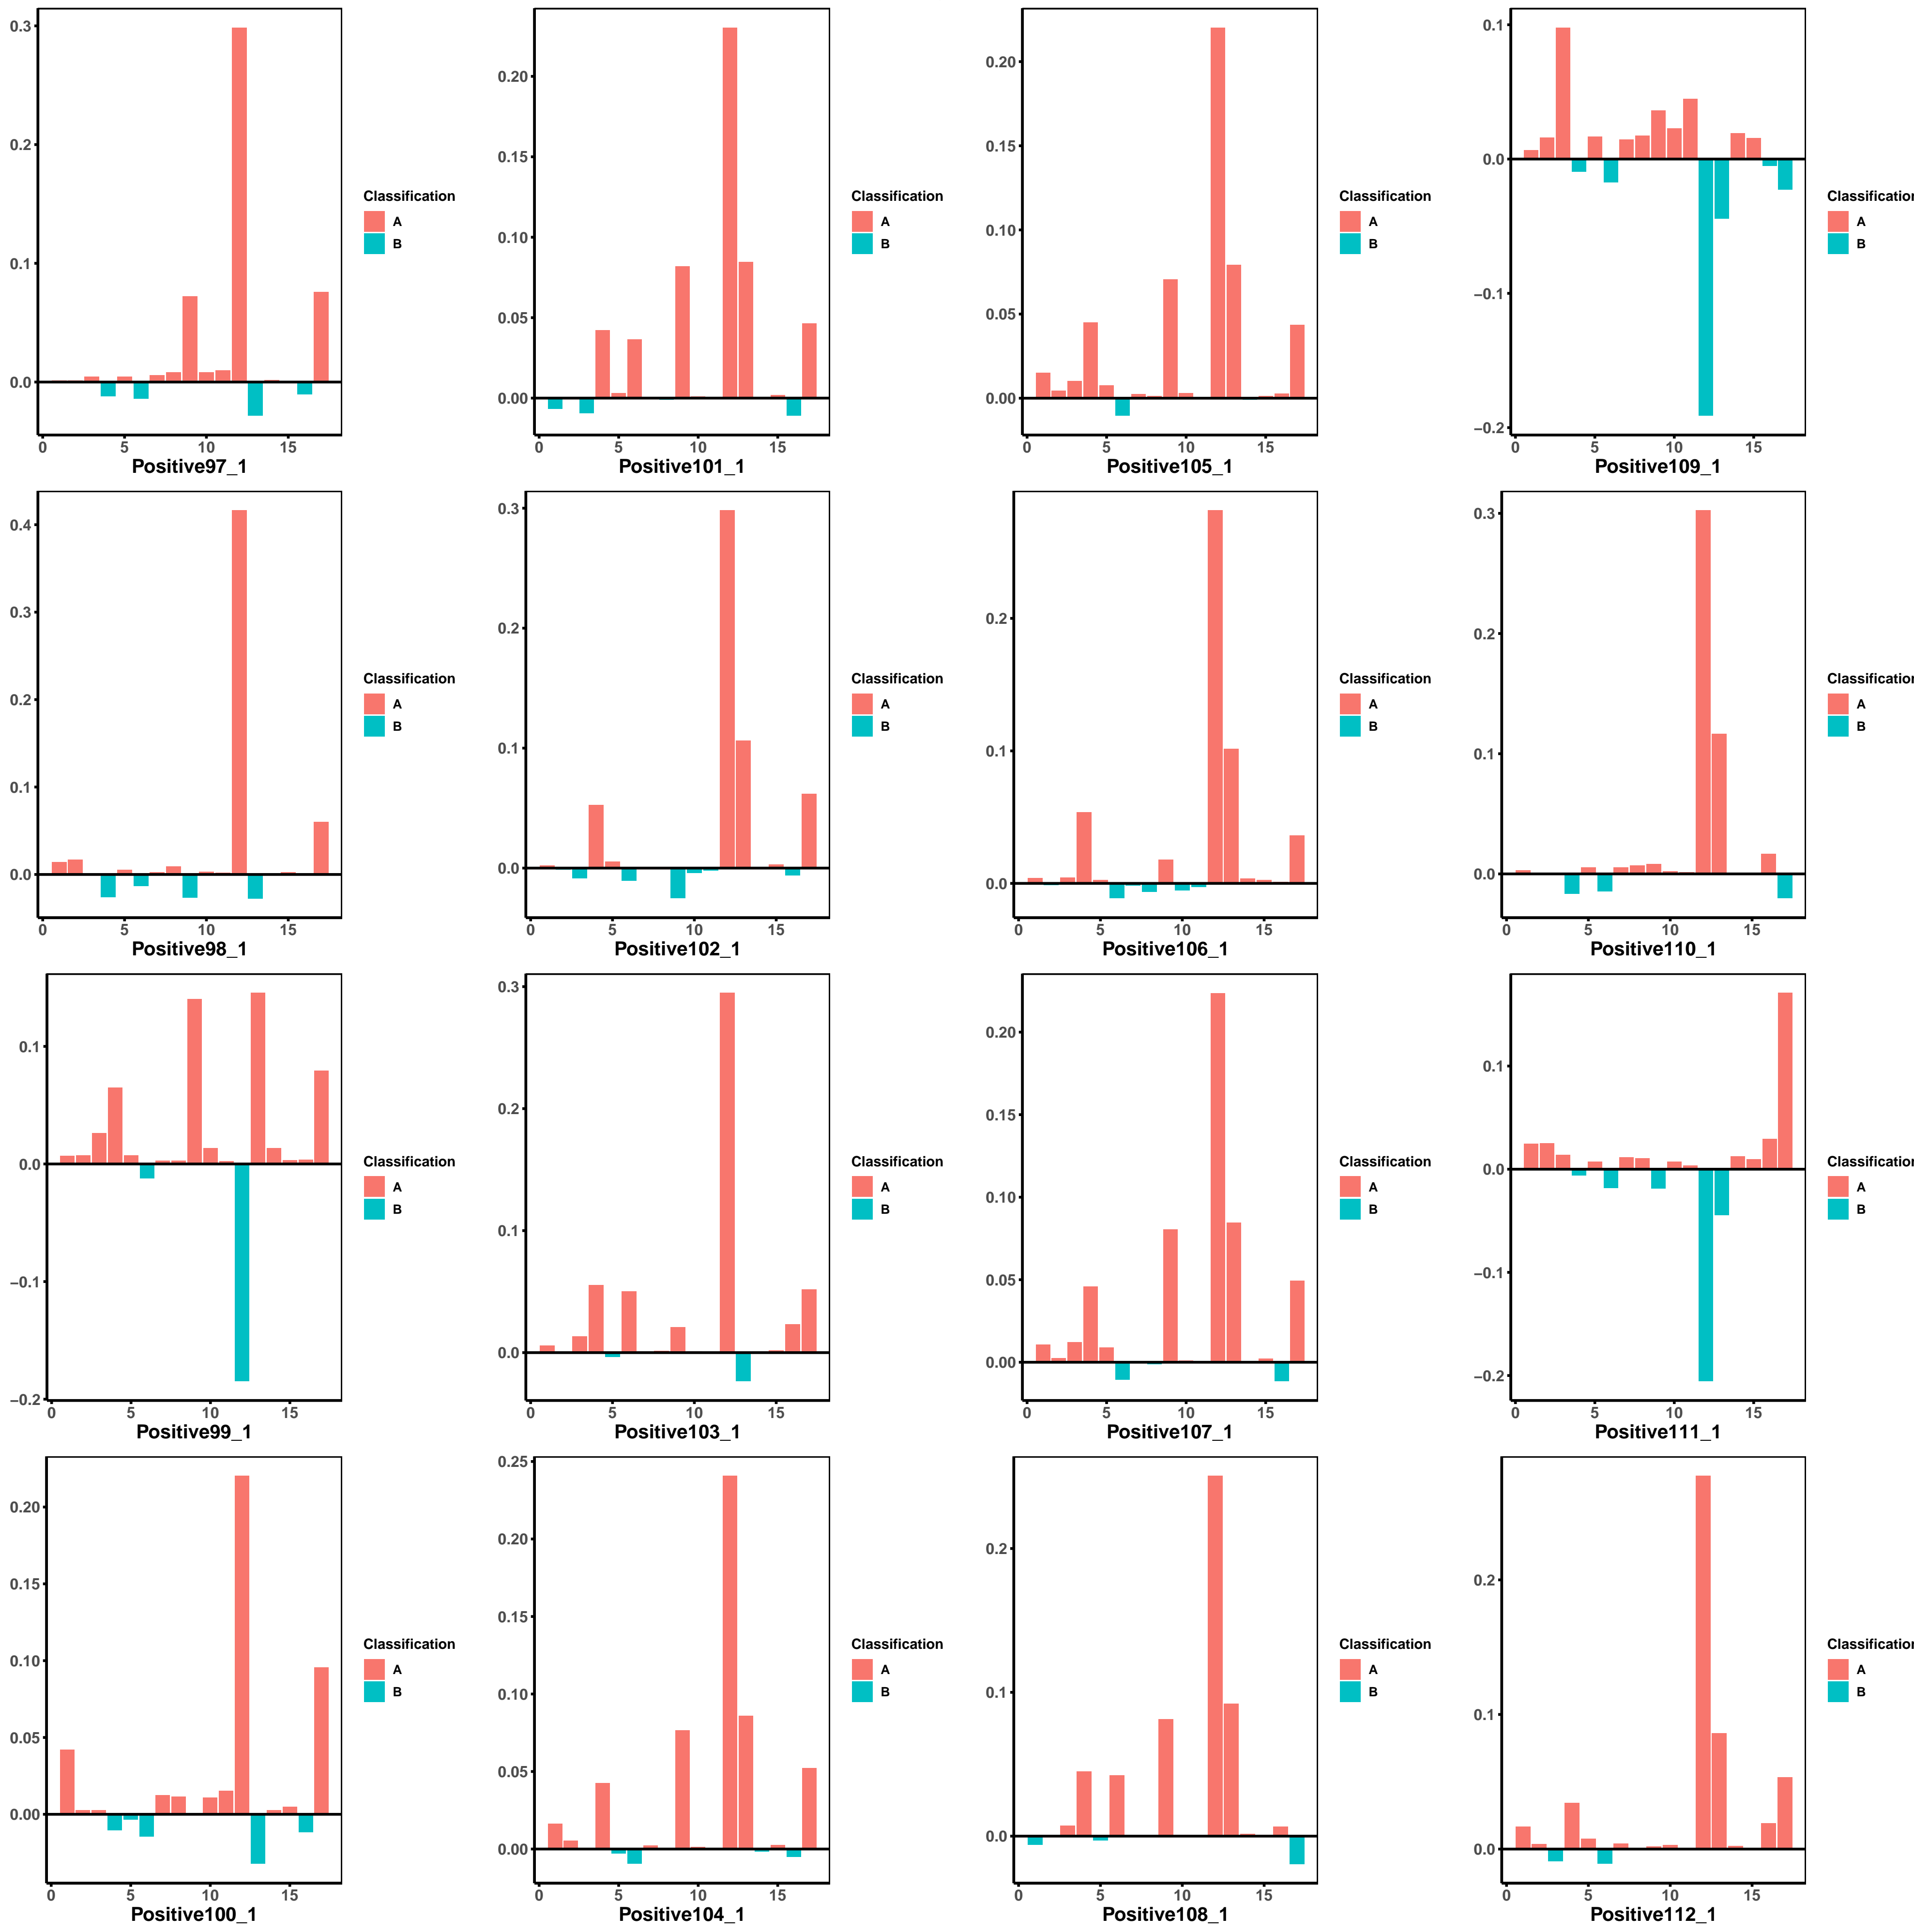 0.3
0.2
0.1
0.0
0 5 10 15
Positive97_1
Classification
A
B
0.20
0.15
0.10
0.05
0.00
0 5 10 15
Positive101_1
Classification
A
B
0.20
0.15
0.10
0.05
0.00
0 5 10 15
Positive105_1
Classification
A
B
0.1
0.0
−0.1
−0.2
0 5 10 15
Positive109_1
Classification
A
B
0.4
0.3
0.2
0.1
0.0
0 5 10 15
Positive98_1
Classification
A
B
0.3
0.2
0.1
0.0
0 5 10 15
Positive102_1
Classification
A
B
0.2
0.1
0.0
0 5 10 15
Positive106_1
Classification
A
B
0.3
0.2
0.1
0.0
0 5 10 15
Positive110_1
Classification
A
B
0.1
0.0
−0.1
−0.2
0 5 10 15
Positive99_1
Classification
A
B
0.3
0.2
0.1
0.0
0 5 10 15
Positive103_1
Classification
A
B
0.20
0.15
0.10
0.05
0.00
0 5 10 15
Positive107_1
Classification
A
B
0.1
0.0
−0.1
−0.2
0 5 10 15
Positive111_1
Classification
A
B
0.20
0.15
0.10
0.05
0.00
0 5 10 15
Positive100_1
Classification
A
B
0.25
0.20
0.15
0.10
0.05
0.00
0 5 10 15
Positive104_1
Classification
A
B
0.2
0.1
0.0
0 5 10 15
Positive108_1
Classification
A
B
0.2
0.1
0.0
0 5 10 15
Positive112_1
Classification
A
B